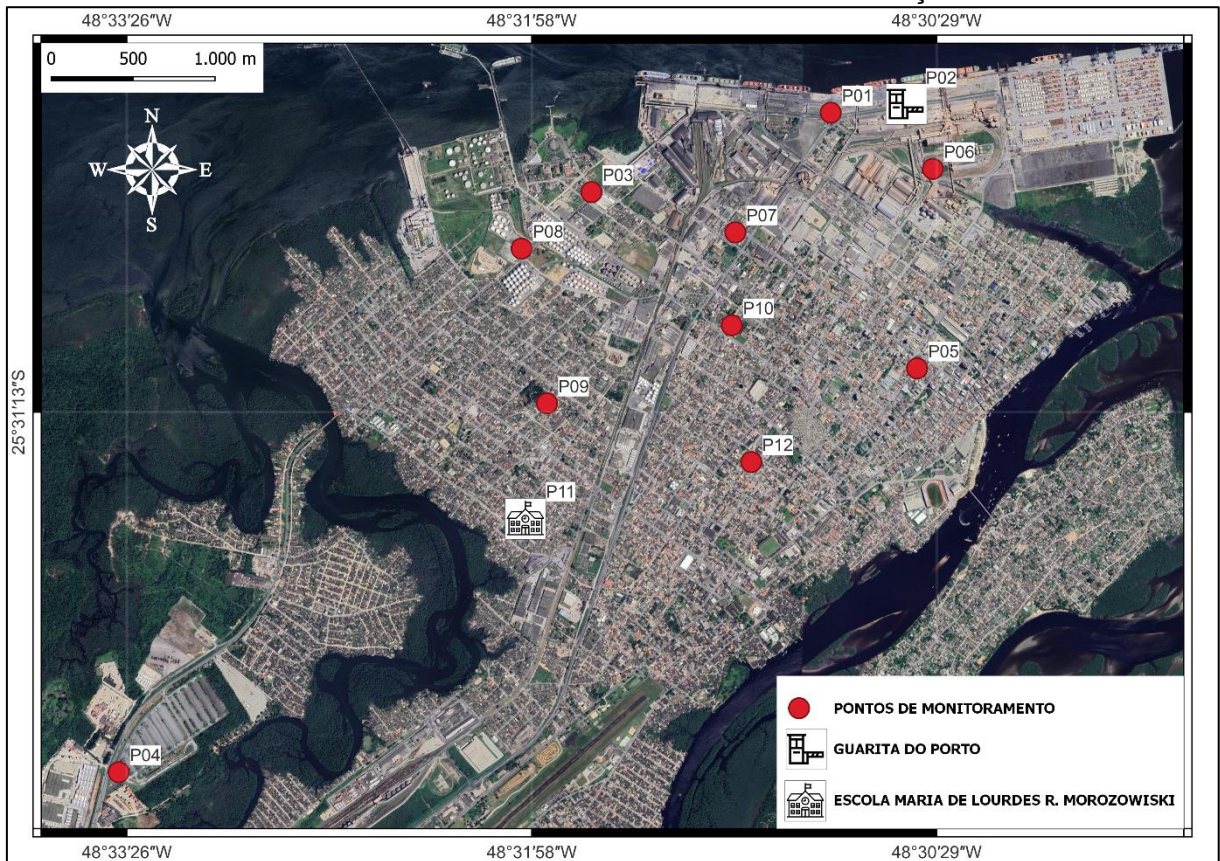 48°33'26"W 48°31'58"W 48°30'29"W
0 500 1.000 m
N
W E
S
P01
P02
P06
P03
P07
P08
P10
P05
25°31'13"S
P09
P12
P11
P04
PONTOS DE MONITORAMENTO
GUARITA DO PORTO
ESCOLA MARIA DE LOURDES R. MOROZOWISKI
48°33'26"W 48°31'58"W 48°30'29"W